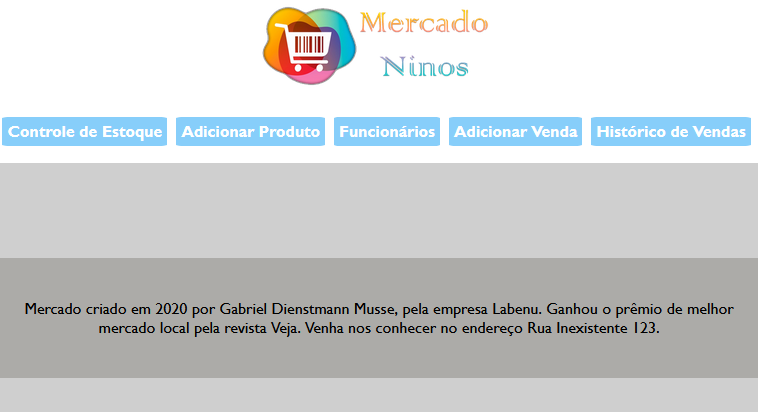 Mercado
Ninos
Controle de Estoque Adicionar Produto Funcionários Adicionar Venda Histórico de Vendas
Mercado criado em 2020 por Gabriel Dienstmann Musse, pela empresa Labenu. Ganhou o prêmio de melhor
mercado local pela revista Veja. Venha nos conhecer no endereço Rua Inexistente 123.